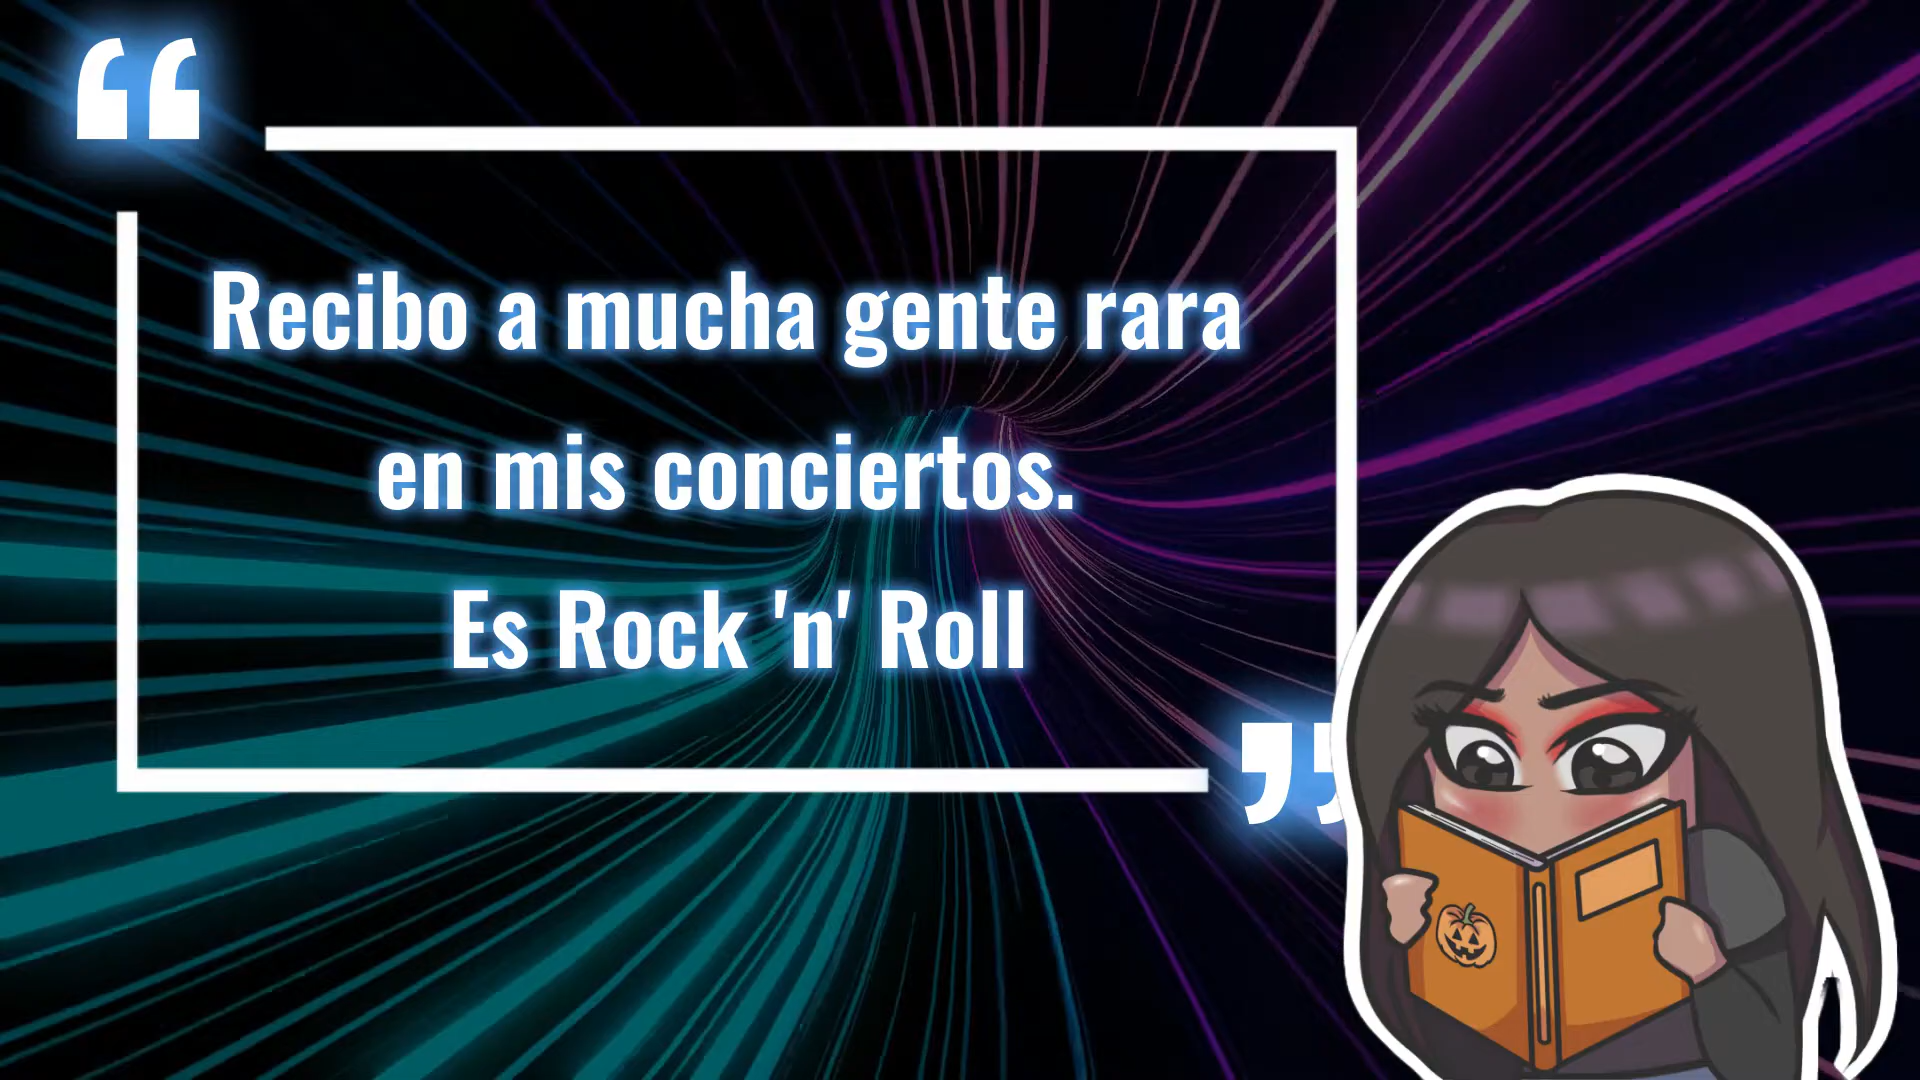 Recibo a mucha gente rara
en mis conciertos.
Es Rock 'n' Roll